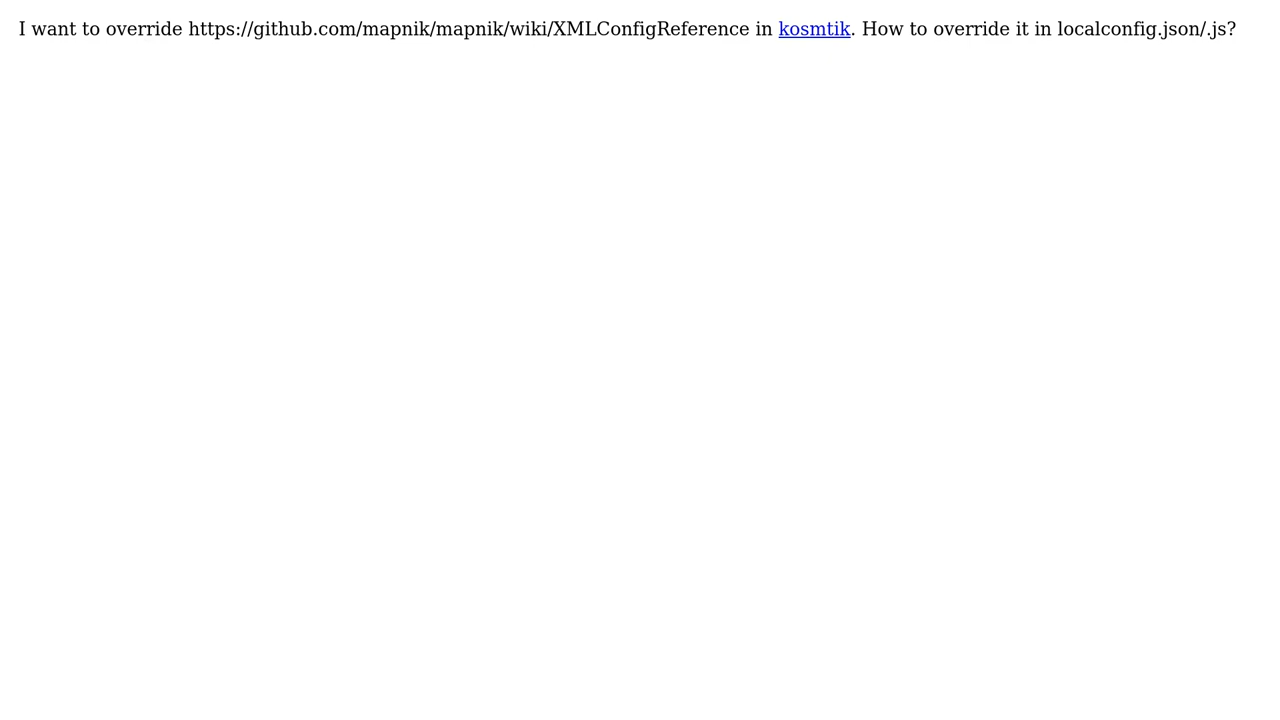 I want to override https://github.com/mapnik/mapnik/wiki/XMLConfigReference in kosmtik. How to override it in localconfig.json/.js?